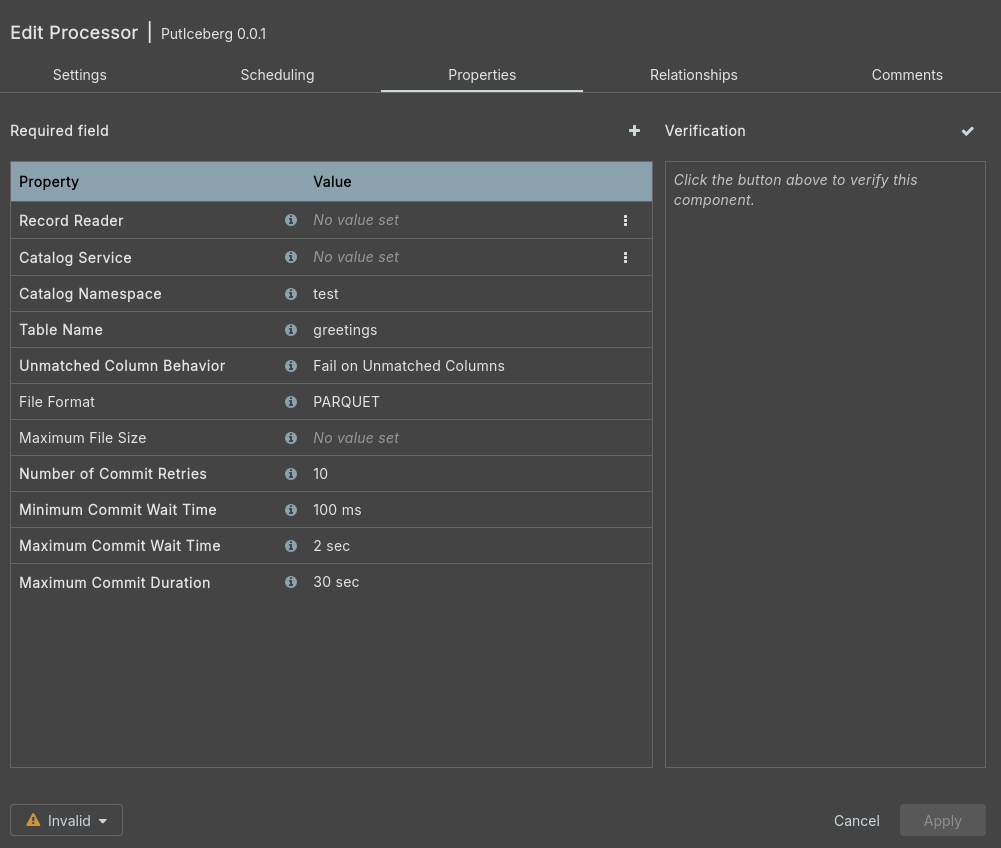 Edit Processor | PutIceberg 0.0.1
Settings Scheduling Properties Relationships Comments
Required field
Verification
Property Value
Record Reader No value set
Catalog Service No value set
Catalog Namespace test
Table Name greetings
Unmatched Column Behavior Fail on Unmatched Columns
File Format PARQUET
Maximum File Size No value set
Number of Commit Retries 10
Minimum Commit Wait Time 100 ms
Maximum Commit Wait Time 2 sec
Maximum Commit Duration 30 sec
Click the button above to verify this
component.
Invalid
Cancel Apply